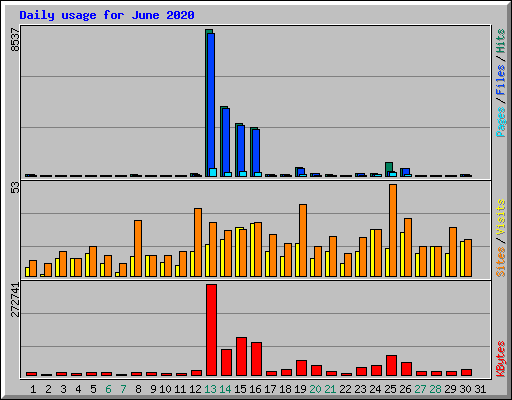 Daily usage for June 2020
8537
Pages / Files / Hits
53
Sites / Visits
272741
KBytes
1 2 3 4 5 6 7 8 9 10 11 12 13 14 15 16 17 18 19 20 21 22 23 24 25 26 27 28 29 30 31